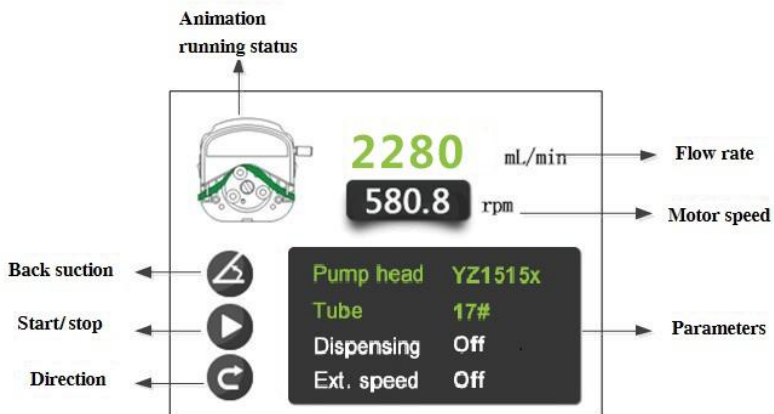 Animation
running status
2280 mL/min
Flow rate
580.8 rpm
Motor speed
Back suction
Start/stop
Direction
Pump head YZ1515x
Tube 17#
Dispensing Off
Ext. speed Off
Parameters